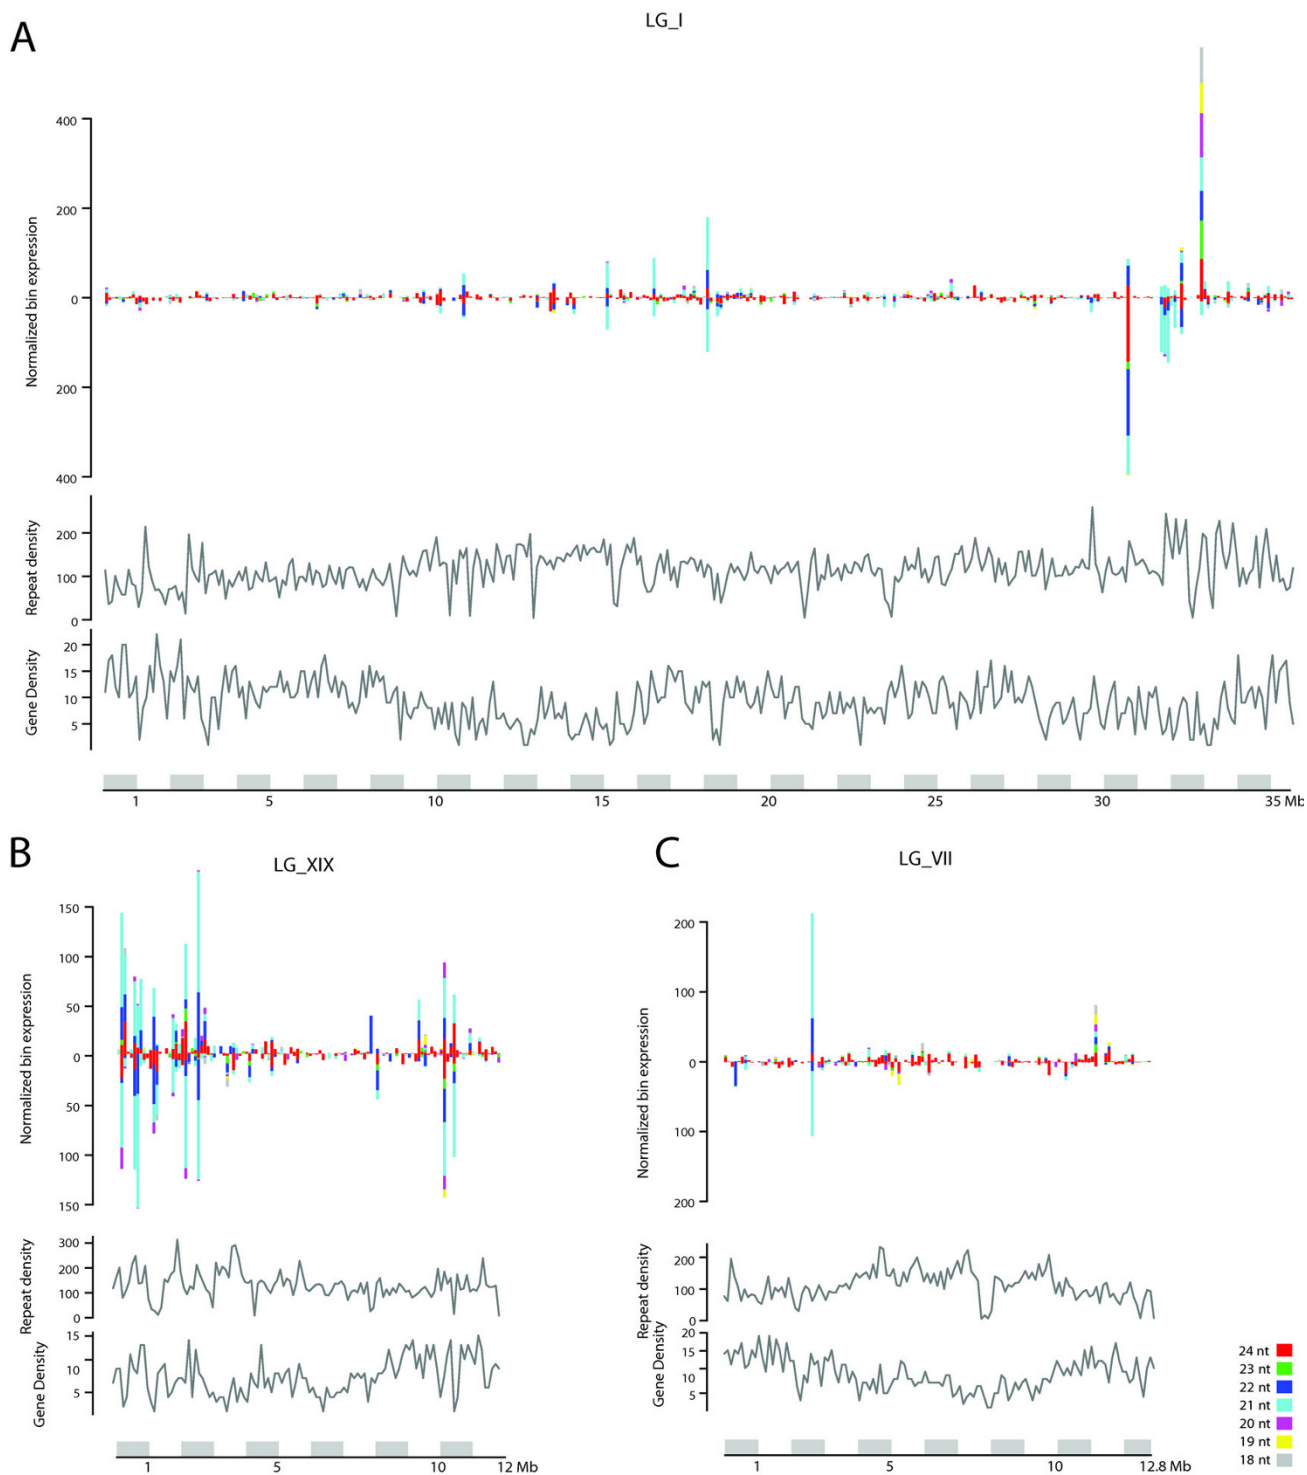 A
LG_I
Normalized bin expression
400
200
0
200
400
Repeat density
200
100
0
Gene Density
20
15
10
5
1 5 10 15 20 25 30 35 Mb
B
LG_XIX
Normalized bin expression
150
100
50
0
50
100
150
Repeat density
300
200
100
0
Gene Density
15
10
5
1 5 10 12 Mb
C
LG_VII
Normalized bin expression
200
100
0
100
200
Repeat density
200
100
0
Gene Density
20
15
10
5
1 5 10 12.8 Mb
24 nt
23 nt
22 nt
21 nt
20 nt
19 nt
18 nt